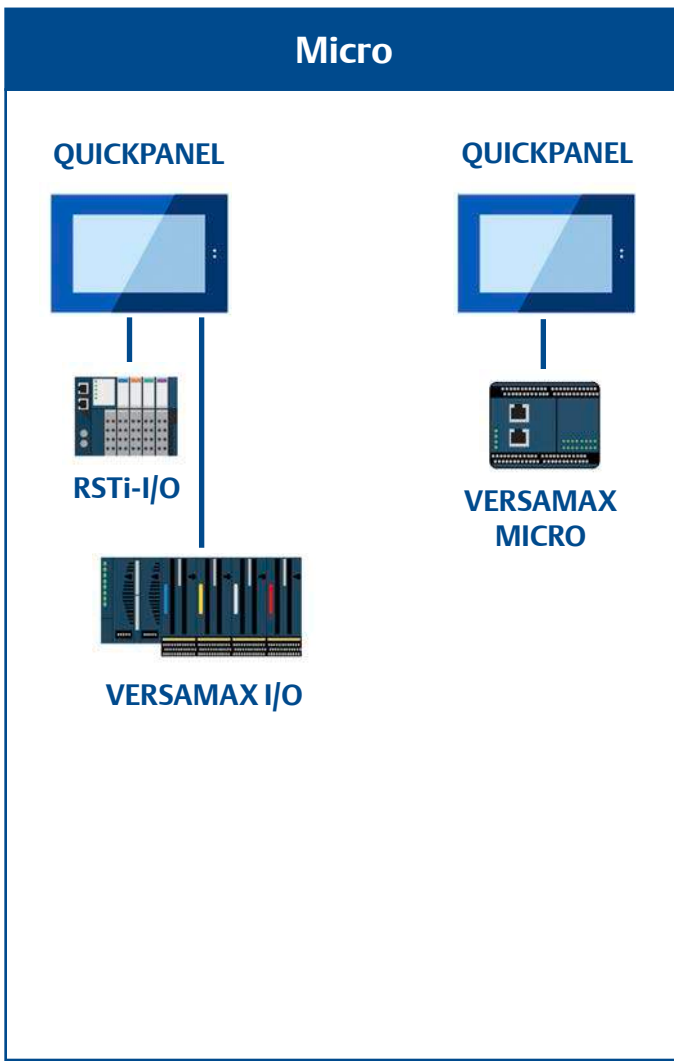 Micro
QUICKPANEL
QUICKPANEL
RSTi-I/O
VERSAMAX
MICRO
VERSAMAX I/O